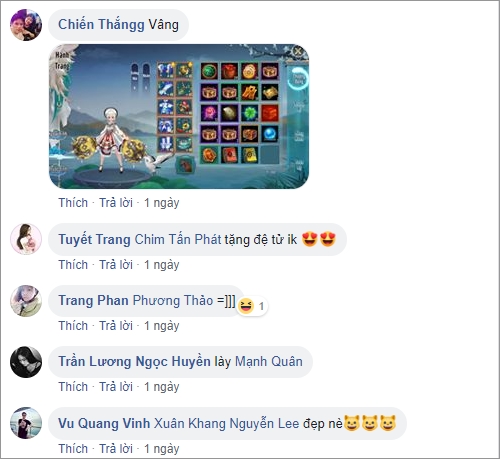 Chiến Thắngg Vâng
Hành
Trang
Thích · Trả lời · 1 ngày
Tuyết Trang Chim Tấn Phát tặng đệ tử ik 😍😍
Thích · Trả lời · 1 ngày
Trang Phan Phương Thảo =]]]
😆 1
Thích · Trả lời · 1 ngày
Trần Lương Ngọc Huyền lày Mạnh Quân
Thích · Trả lời · 1 ngày
Vu Quang Vinh Xuân Khang Nguyễn Lee đẹp nè😺😺😺
Thích · Trả lời · 1 ngày